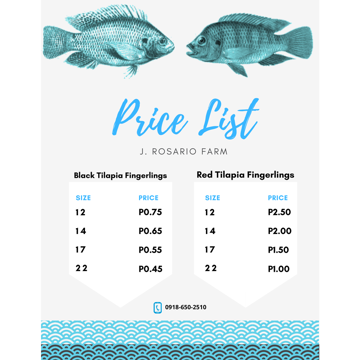 Price List
J. ROSARIO FARM
Black Tilapia Fingerlings
SIZE PRICE
12 P0.75
14 P0.65
17 P0.55
22 P0.45
Red Tilapia Fingerlings
SIZE PRICE
12 P2.50
14 P2.00
17 P1.50
22 P1.00
0918-650-2510